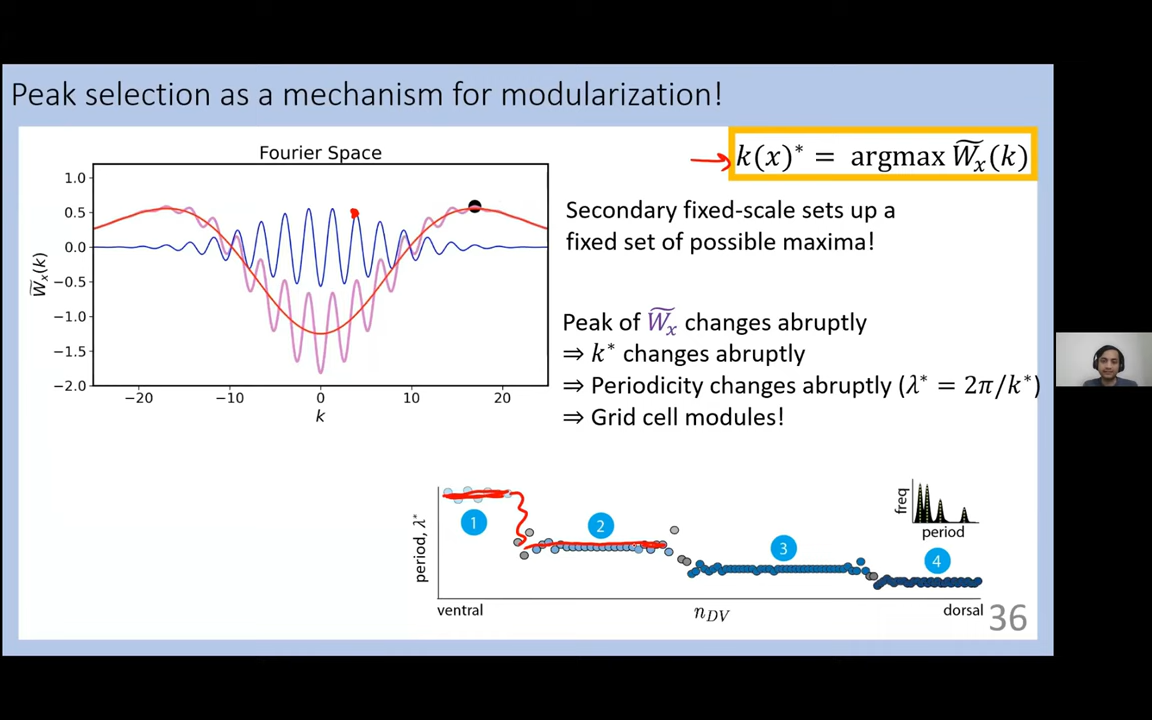 Peak selection as a mechanism for modularization!
Fourier Space
1.0
0.5
0.0
−0.5
−1.0
−1.5
−2.0
W̃ₓ(k)
−20
−10
0
10
20
k
k(x)* = argmax W̃ₓ(k)
Secondary fixed-scale sets up a
fixed set of possible maxima!
Peak of W̃ₓ changes abruptly
⇒ k* changes abruptly
⇒ Periodicity changes abruptly (λ* = 2π/k*)
⇒ Grid cell modules!
period, λ*
1
2
3
4
freq
period
ventral
n_DV
dorsal
36